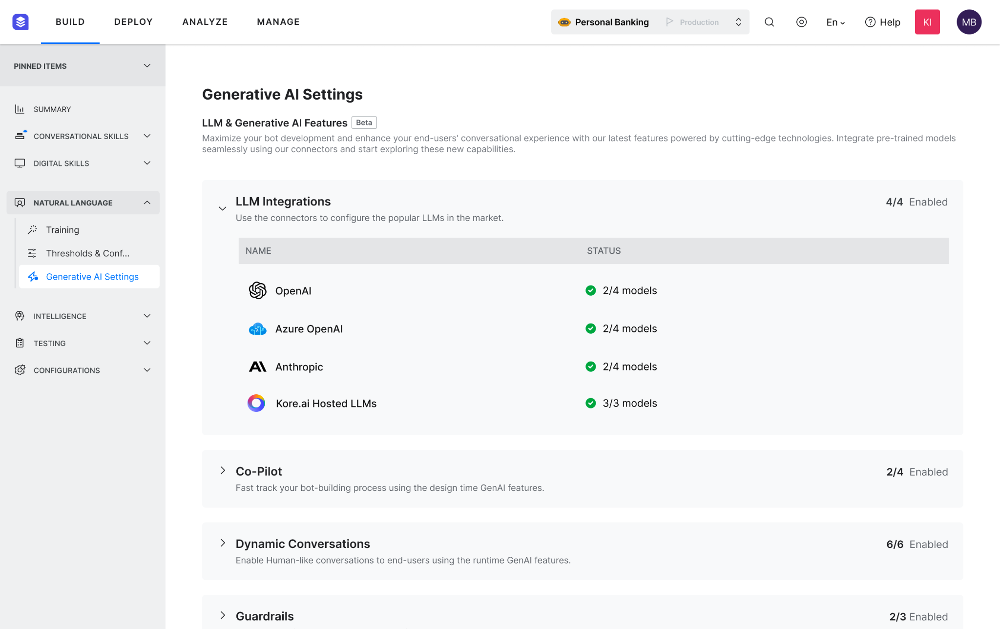 BUILD
DEPLOY
ANALYZE
MANAGE
Personal Banking
Production
En
Help
KI
MB
PINNED ITEMS
SUMMARY
CONVERSATIONAL SKILLS
DIGITAL SKILLS
NATURAL LANGUAGE
Training
Thresholds & Conf...
Generative AI Settings
INTELLIGENCE
TESTING
CONFIGURATIONS
Generative AI Settings
LLM & Generative AI Features Beta
Maximize your bot development and enhance your end-users' conversational experience with our latest features powered by cutting-edge technologies. Integrate pre-trained models
seamlessly using our connectors and start exploring these new capabilities.
LLM Integrations
4/4 Enabled
Use the connectors to configure the popular LLMs in the market.
NAME STATUS
OpenAI 2/4 models
Azure OpenAI 2/4 models
Anthropic 2/4 models
Kore.ai Hosted LLMs 3/3 models
Co-Pilot
2/4 Enabled
Fast track your bot-building process using the design time GenAI features.
Dynamic Conversations
6/6 Enabled
Enable Human-like conversations to end-users using the runtime GenAI features.
Guardrails
2/3 Enabled